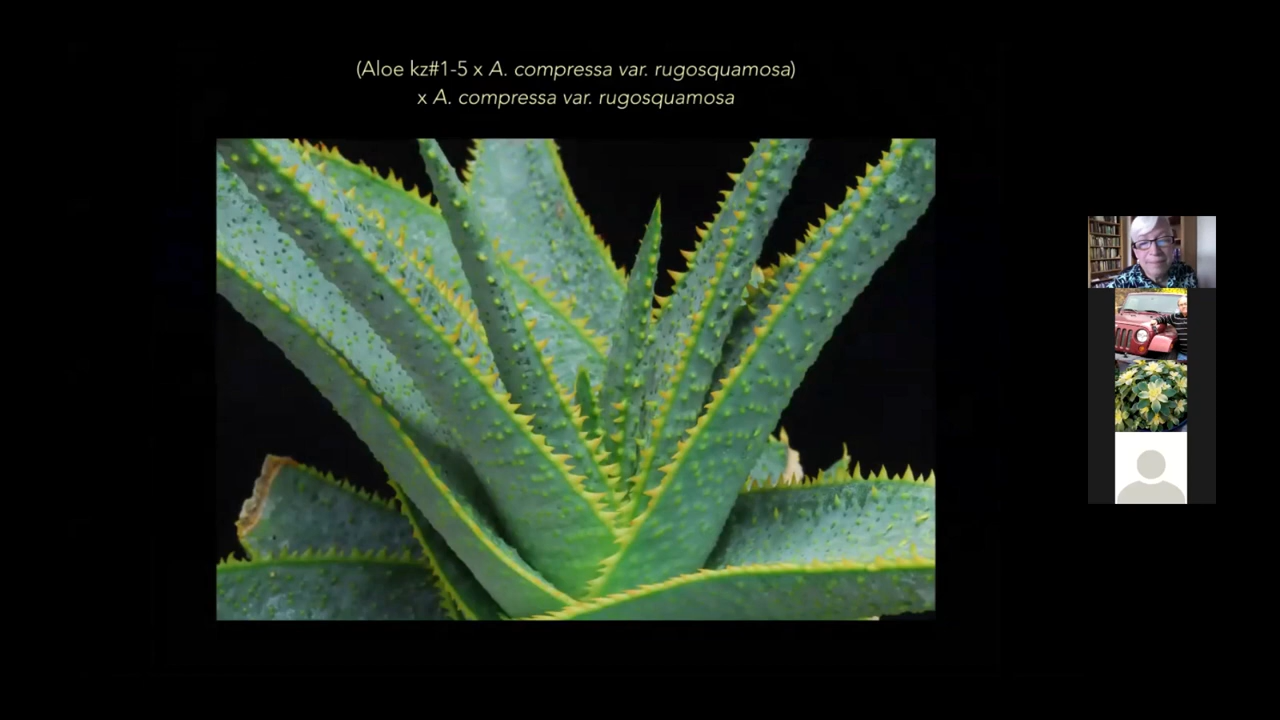 (Aloe kz#1-5 x A. compressa var. rugosquamosa)
x A. compressa var. rugosquamosa